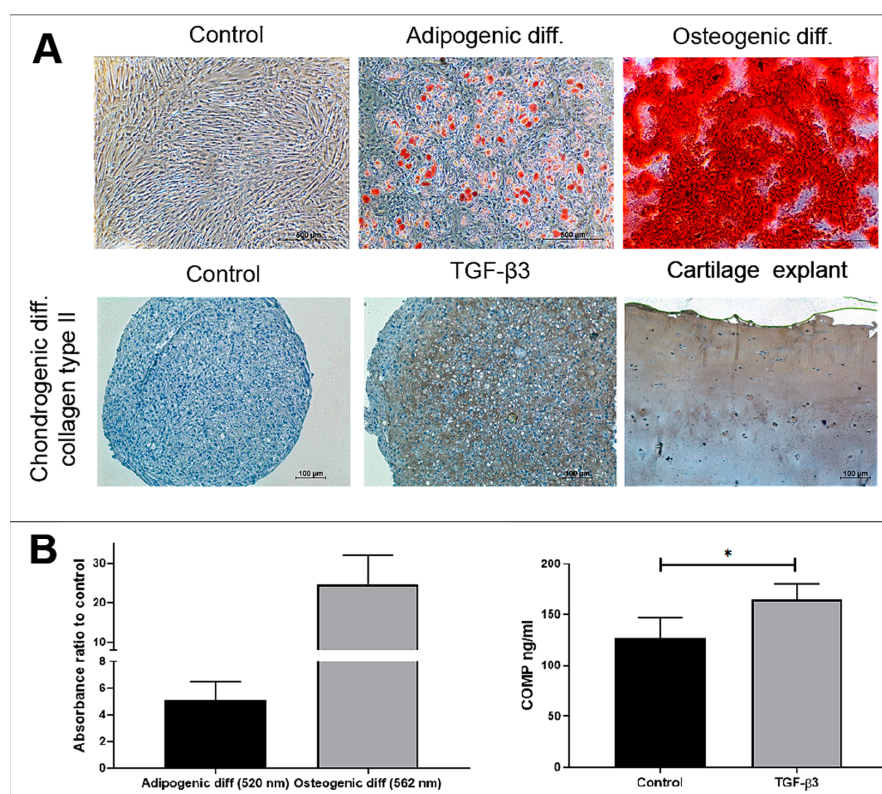 A
Control
Adipogenic diff.
Osteogenic diff.
500 µm
500 µm
Control
TGF-β3
Cartilage explant
Chondrogenic diff.
collagen type II
100 µm
100 µm
100 µm
B
Absorbance ratio to control
30
20
10
8
6
4
2
0
Adipogenic diff (520 nm)
Osteogenic diff (562 nm)
COMP ng/ml
200
150
100
50
0
*
Control
TGF-β3